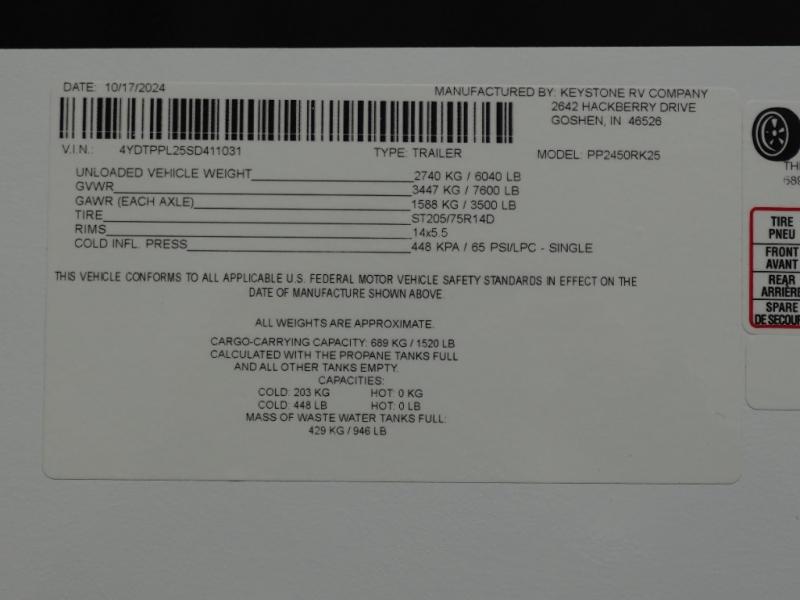 DATE: 10/17/2024
MANUFACTURED BY: KEYSTONE RV COMPANY
2642 HACKBERRY DRIVE
GOSHEN, IN 46526
V.I.N.: 4YDTPPL25SD411031 TYPE: TRAILER MODEL: PP2450RK25
UNLOADED VEHICLE WEIGHT 2740 KG / 6040 LB
GVWR 3447 KG / 7600 LB
GAWR (EACH AXLE) 1588 KG / 3500 LB
TIRE ST205/75R14D
RIMS 14x5.5
COLD INFL. PRESS 448 KPA / 65 PSI/LPC - SINGLE
THIS VEHICLE CONFORMS TO ALL APPLICABLE U.S. FEDERAL MOTOR VEHICLE SAFETY STANDARDS IN EFFECT ON THE
DATE OF MANUFACTURE SHOWN ABOVE.
ALL WEIGHTS ARE APPROXIMATE.
CARGO-CARRYING CAPACITY: 689 KG / 1520 LB
CALCULATED WITH THE PROPANE TANKS FULL
AND ALL OTHER TANKS EMPTY.
CAPACITIES:
COLD: 203 KG HOT: 0 KG
COLD: 448 LB HOT: 0 LB
MASS OF WASTE WATER TANKS FULL:
429 KG / 946 LB
TIRE
PNEU
FRONT
AVANT
REAR
ARRIÈRE
SPARE
DE SECOUR